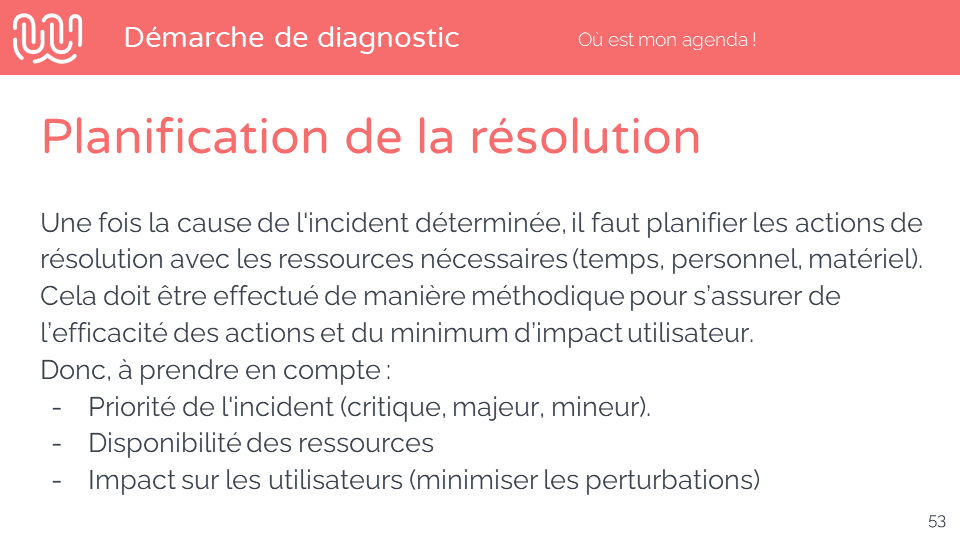 Démarche de diagnostic
Où est mon agenda !
Planification de la résolution
Une fois la cause de l'incident déterminée, il faut planifier les actions de
résolution avec les ressources nécessaires (temps, personnel, matériel).
Cela doit être effectué de manière méthodique pour s’assurer de
l’efficacité des actions et du minimum d’impact utilisateur.
Donc, à prendre en compte :
- Priorité de l'incident (critique, majeur, mineur).
- Disponibilité des ressources
- Impact sur les utilisateurs (minimiser les perturbations)
53